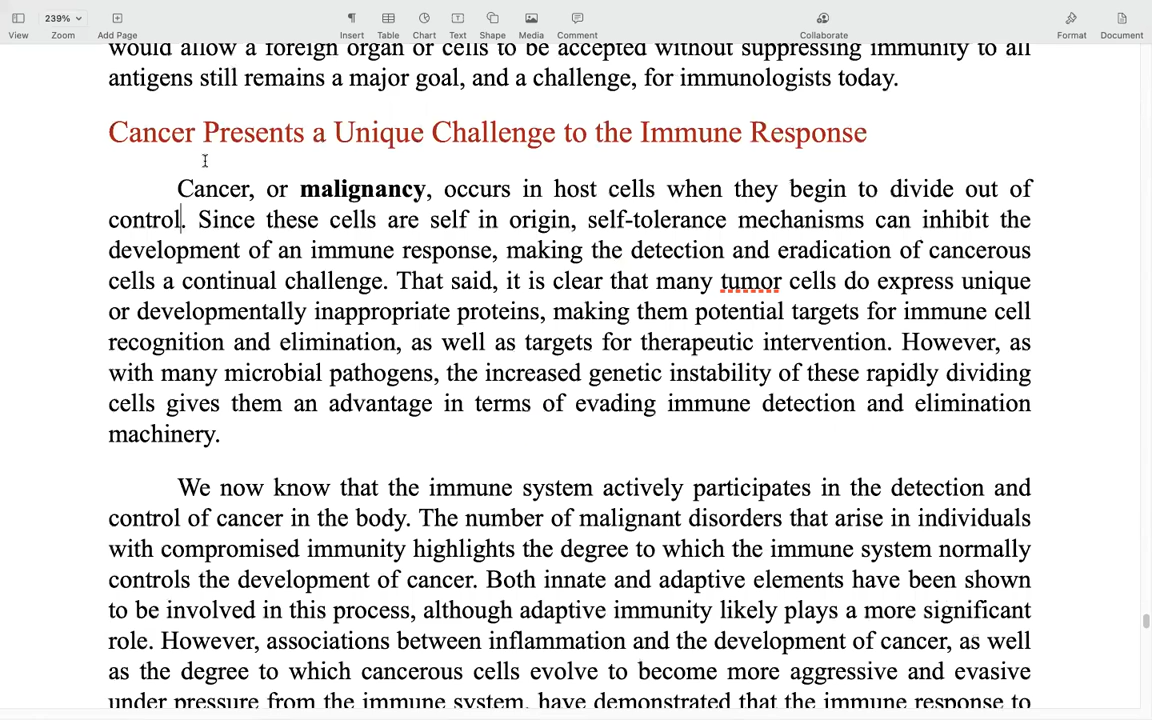 239%
View
Zoom
Add Page
Insert
Table
Chart
Text
Shape
Media
Comment
Collaborate
Format
Document
would allow a foreign organ or cells to be accepted without suppressing immunity to all
antigens still remains a major goal, and a challenge, for immunologists today.
Cancer Presents a Unique Challenge to the Immune Response
Cancer, or malignancy, occurs in host cells when they begin to divide out of
control. Since these cells are self in origin, self-tolerance mechanisms can inhibit the
development of an immune response, making the detection and eradication of cancerous
cells a continual challenge. That said, it is clear that many tumor cells do express unique
or developmentally inappropriate proteins, making them potential targets for immune cell
recognition and elimination, as well as targets for therapeutic intervention. However, as
with many microbial pathogens, the increased genetic instability of these rapidly dividing
cells gives them an advantage in terms of evading immune detection and elimination
machinery.
We now know that the immune system actively participates in the detection and
control of cancer in the body. The number of malignant disorders that arise in individuals
with compromised immunity highlights the degree to which the immune system normally
controls the development of cancer. Both innate and adaptive elements have been shown
to be involved in this process, although adaptive immunity likely plays a more significant
role. However, associations between inflammation and the development of cancer, as well
as the degree to which cancerous cells evolve to become more aggressive and evasive
under pressure from the immune system, have demonstrated that the immune response to